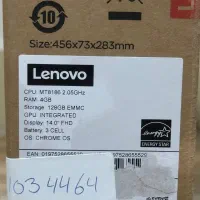 10
Size:456x73x283mm
Lenovo
CPU: MT8186 2.05GHz
RAM: 4GB
Storage: 128GB EMMC
GPU: INTEGRATED
Display: 14.0" FHD
Battery: 3 CELL
OS: CHROME OS
ENERGY STAR
EAN:
1034464